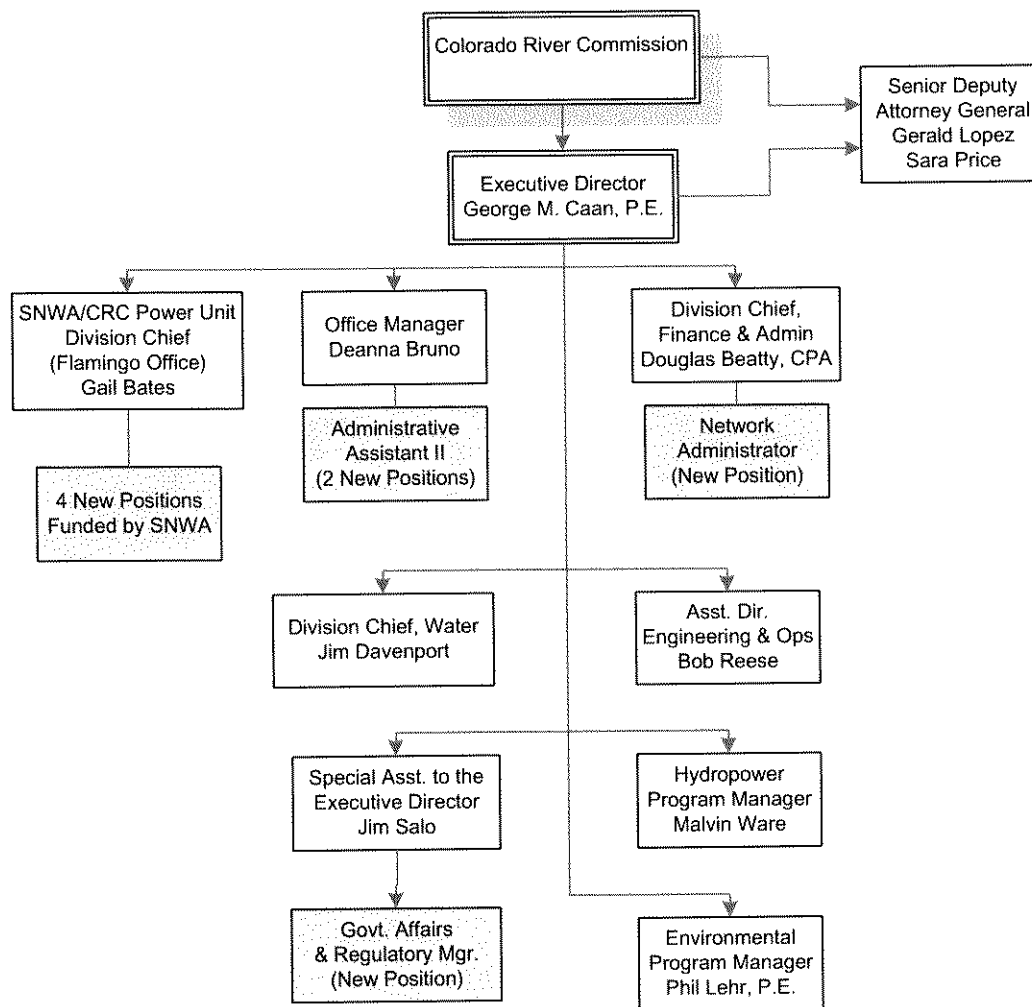 Colorado River Commission
Senior Deputy
Attorney General
Gerald Lopez
Sara Price
Executive Director
George M. Caan, P.E.
SNWA/CRC Power Unit
Division Chief
(Flamingo Office)
Gail Bates
Office Manager
Deanna Bruno
Division Chief,
Finance & Admin
Douglas Beatty, CPA
4 New Positions
Funded by SNWA
Administrative
Assistant II
(2 New Positions)
Network
Administrator
(New Position)
Division Chief, Water
Jim Davenport
Asst. Dir.
Engineering & Ops
Bob Reese
Special Asst. to the
Executive Director
Jim Salo
Hydropower
Program Manager
Malvin Ware
Govt. Affairs
& Regulatory Mgr.
(New Position)
Environmental
Program Manager
Phil Lehr, P.E.